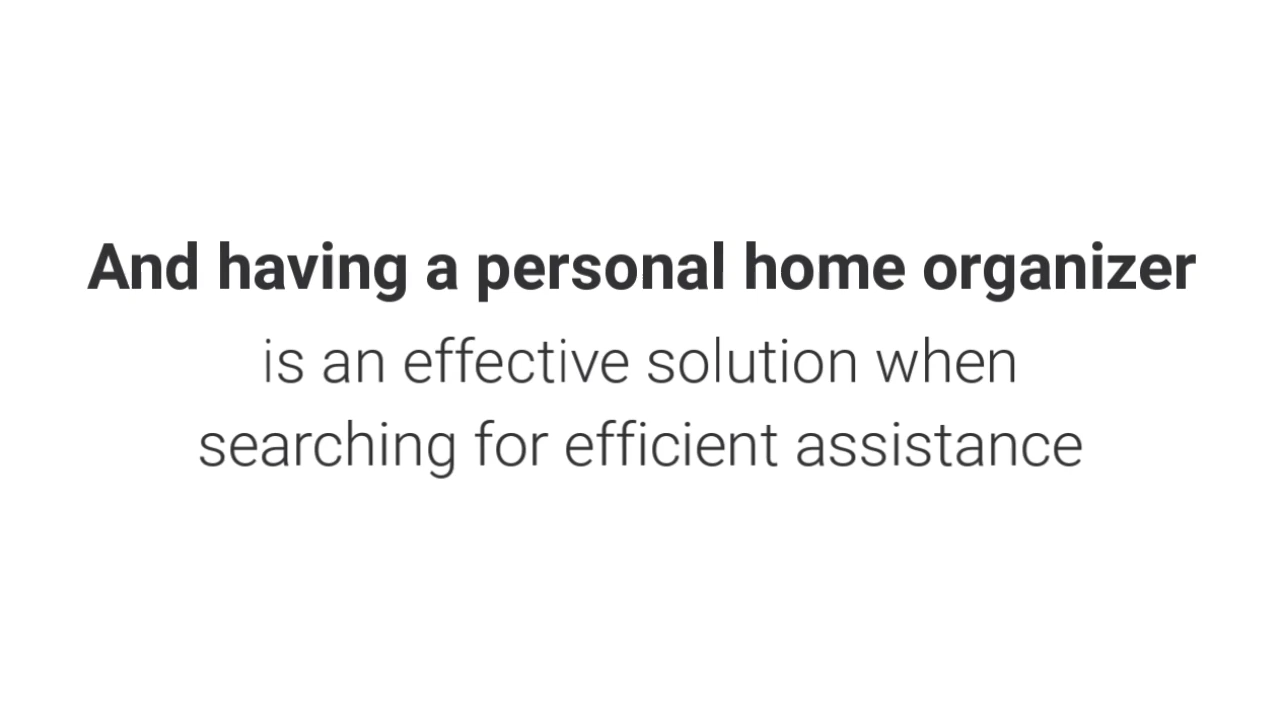 And having a personal home organizer
is an effective solution when
searching for efficient assistance